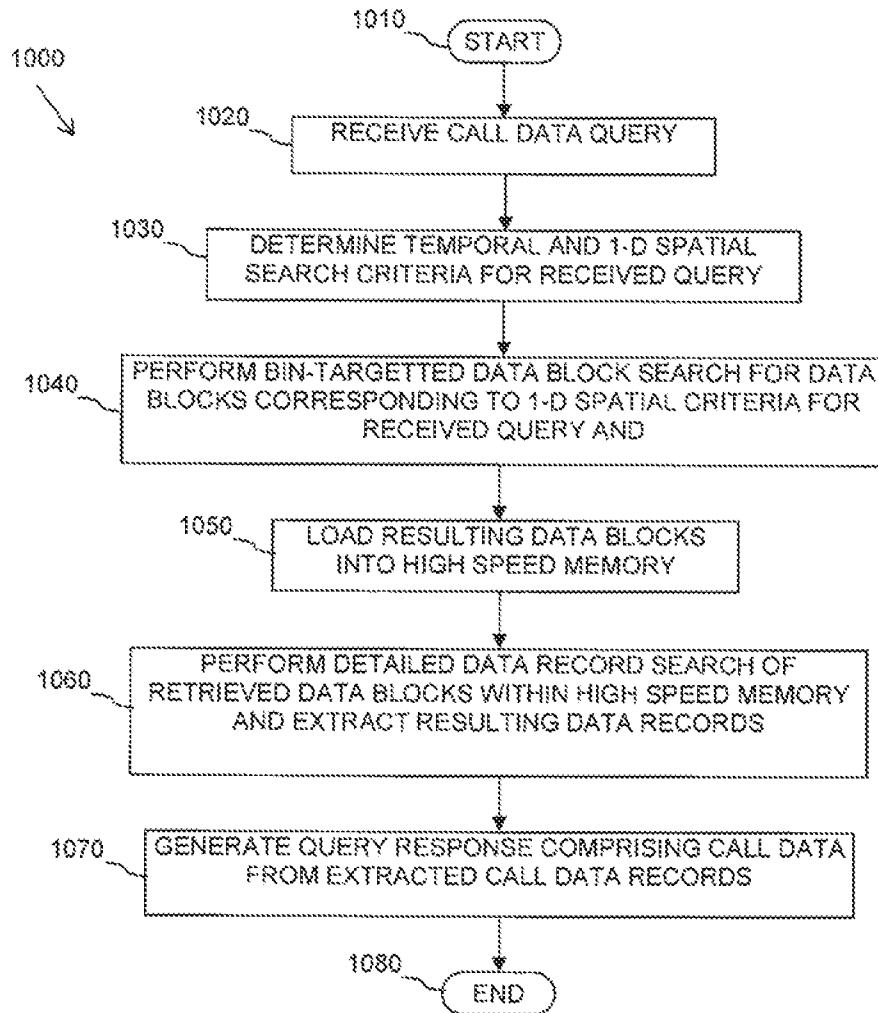 1010
START
1000
1020
RECEIVE CALL DATA QUERY
1030
DETERMINE TEMPORAL AND 1-D SPATIAL
SEARCH CRITERIA FOR RECEIVED QUERY
1040
PERFORM BIN-TARGETTED DATA BLOCK SEARCH FOR DATA
BLOCKS CORRESPONDING TO 1-D SPATIAL CRITERIA FOR
RECEIVED QUERY AND
1050
LOAD RESULTING DATA BLOCKS
INTO HIGH SPEED MEMORY
1060
PERFORM DETAILED DATA RECORD SEARCH OF
RETRIEVED DATA BLOCKS WITHIN HIGH SPEED MEMORY
AND EXTRACT RESULTING DATA RECORDS
1070
GENERATE QUERY RESPONSE COMPRISING CALL DATA
FROM EXTRACTED CALL DATA RECORDS
1080
END